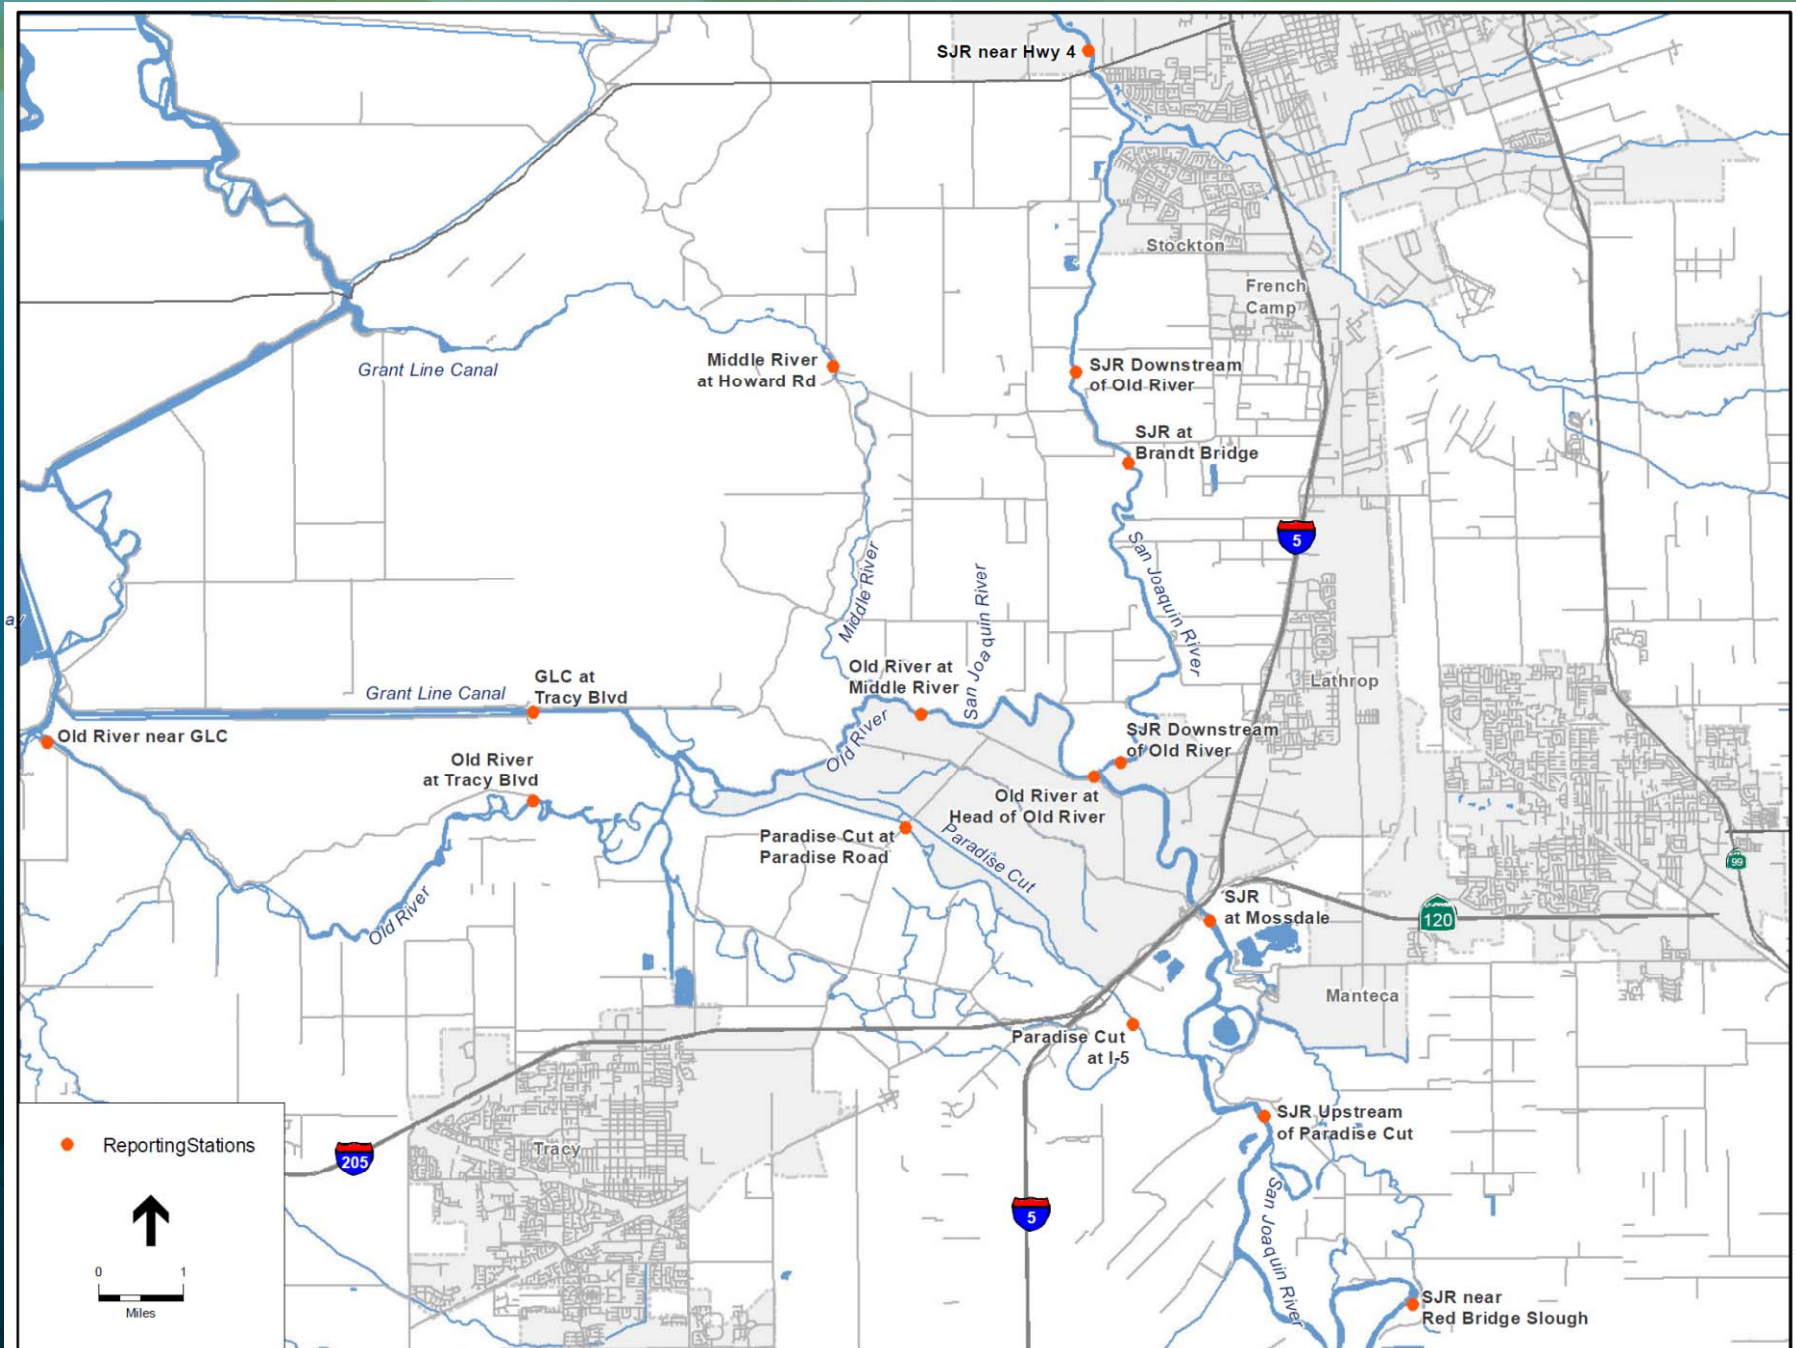 SJR near Hwy 4
Stockton
French
Camp
Grant Line Canal
Middle River
at Howard Rd
SJR Downstream
of Old River
SJR at
Brandt Bridge
5
San Joaquin River
Middle River
San Joaquin River
ay
Old River at
Middle River
GLC at
Tracy Blvd
Grant Line Canal
Lathrop
Old River near GLC
Old River
SJR Downstream
of Old River
Old River
at Tracy Blvd
Old River at
Head of Old River
Paradise Cut at
Paradise Road
Paradise Cut
99
Old River
SJR
at Mossdale
120
Manteca
Paradise Cut
at I-5
SJR Upstream
of Paradise Cut
ReportingStations
205
Tracy
5
San Joaquin River
0 1
Miles
SJR near
Red Bridge Slough